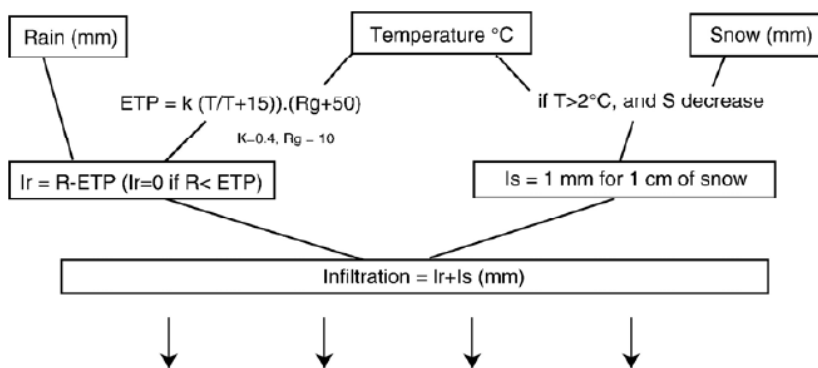 Rain (mm)
Temperature °C
Snow (mm)
ETP = k (T/T+15)).(Rg+50)
if T>2°C, and S decrease
K=0.4, Rg = 10
Ir = R-ETP (Ir=0 if R< ETP)
Is = 1 mm for 1 cm of snow
Infiltration = Ir+Is (mm)